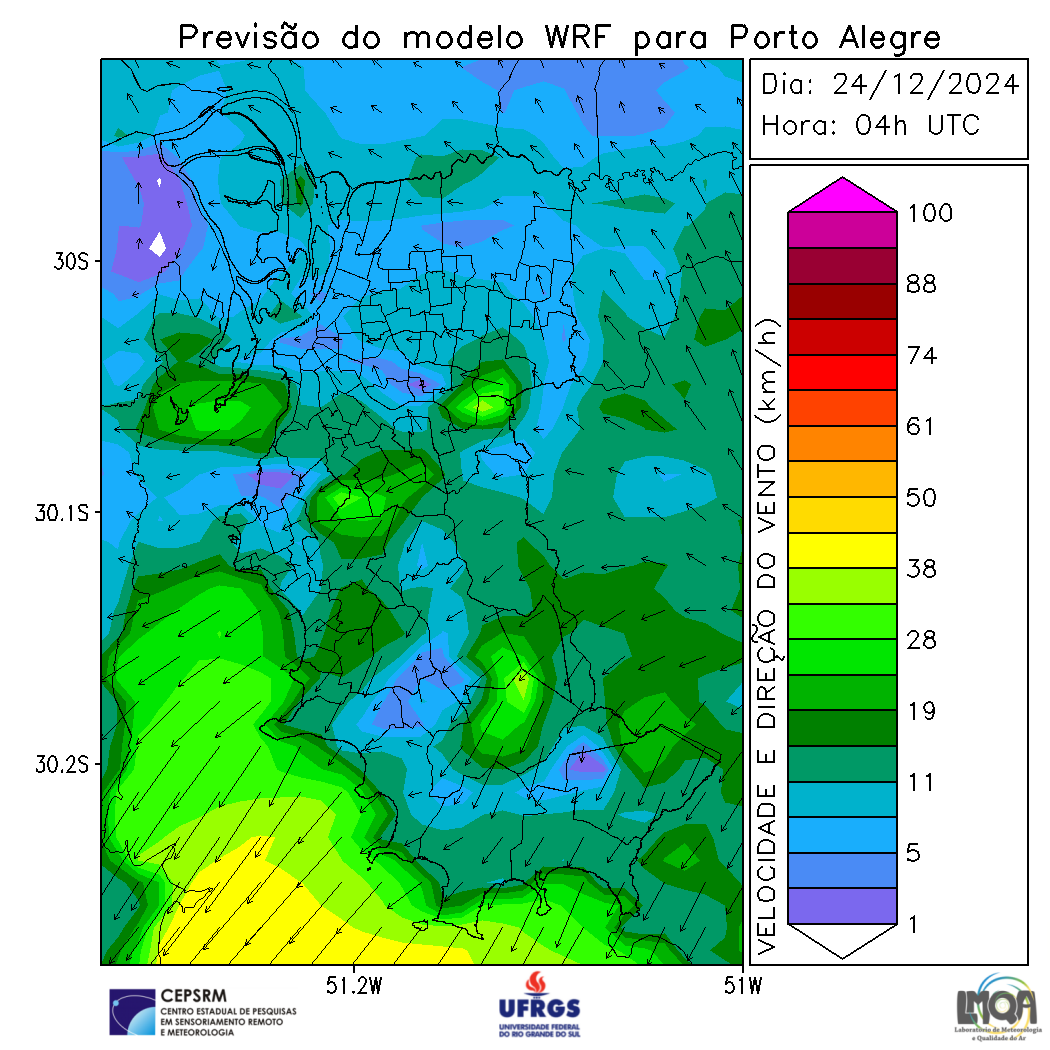 Previsão do modelo WRF para Porto Alegre
Dia: 24/12/2024
Hora: 04h UTC
30S
30.1S
30.2S
51.2W
51W
VELOCIDADE E DIREÇÃO DO VENTO (km/h)
100
88
74
61
50
38
28
19
11
5
1
CEPSRM
CENTRO ESTADUAL DE PESQUISAS
EM SENSORIAMENTO REMOTO
E METEOROLOGIA
UFRGS
UNIVERSIDADE FEDERAL
DO RIO GRANDE DO SUL
LMQA
Laboratório de Meteorologia
e Qualidade do Ar